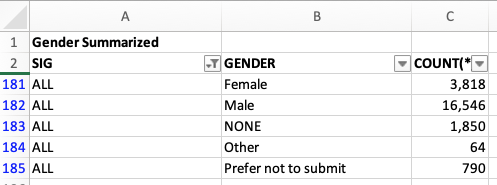 A B C
1 Gender Summarized
2 SIG GENDER COUNT(*
181 ALL Female 3,818
182 ALL Male 16,546
183 ALL NONE 1,850
184 ALL Other 64
185 ALL Prefer not to submit 790